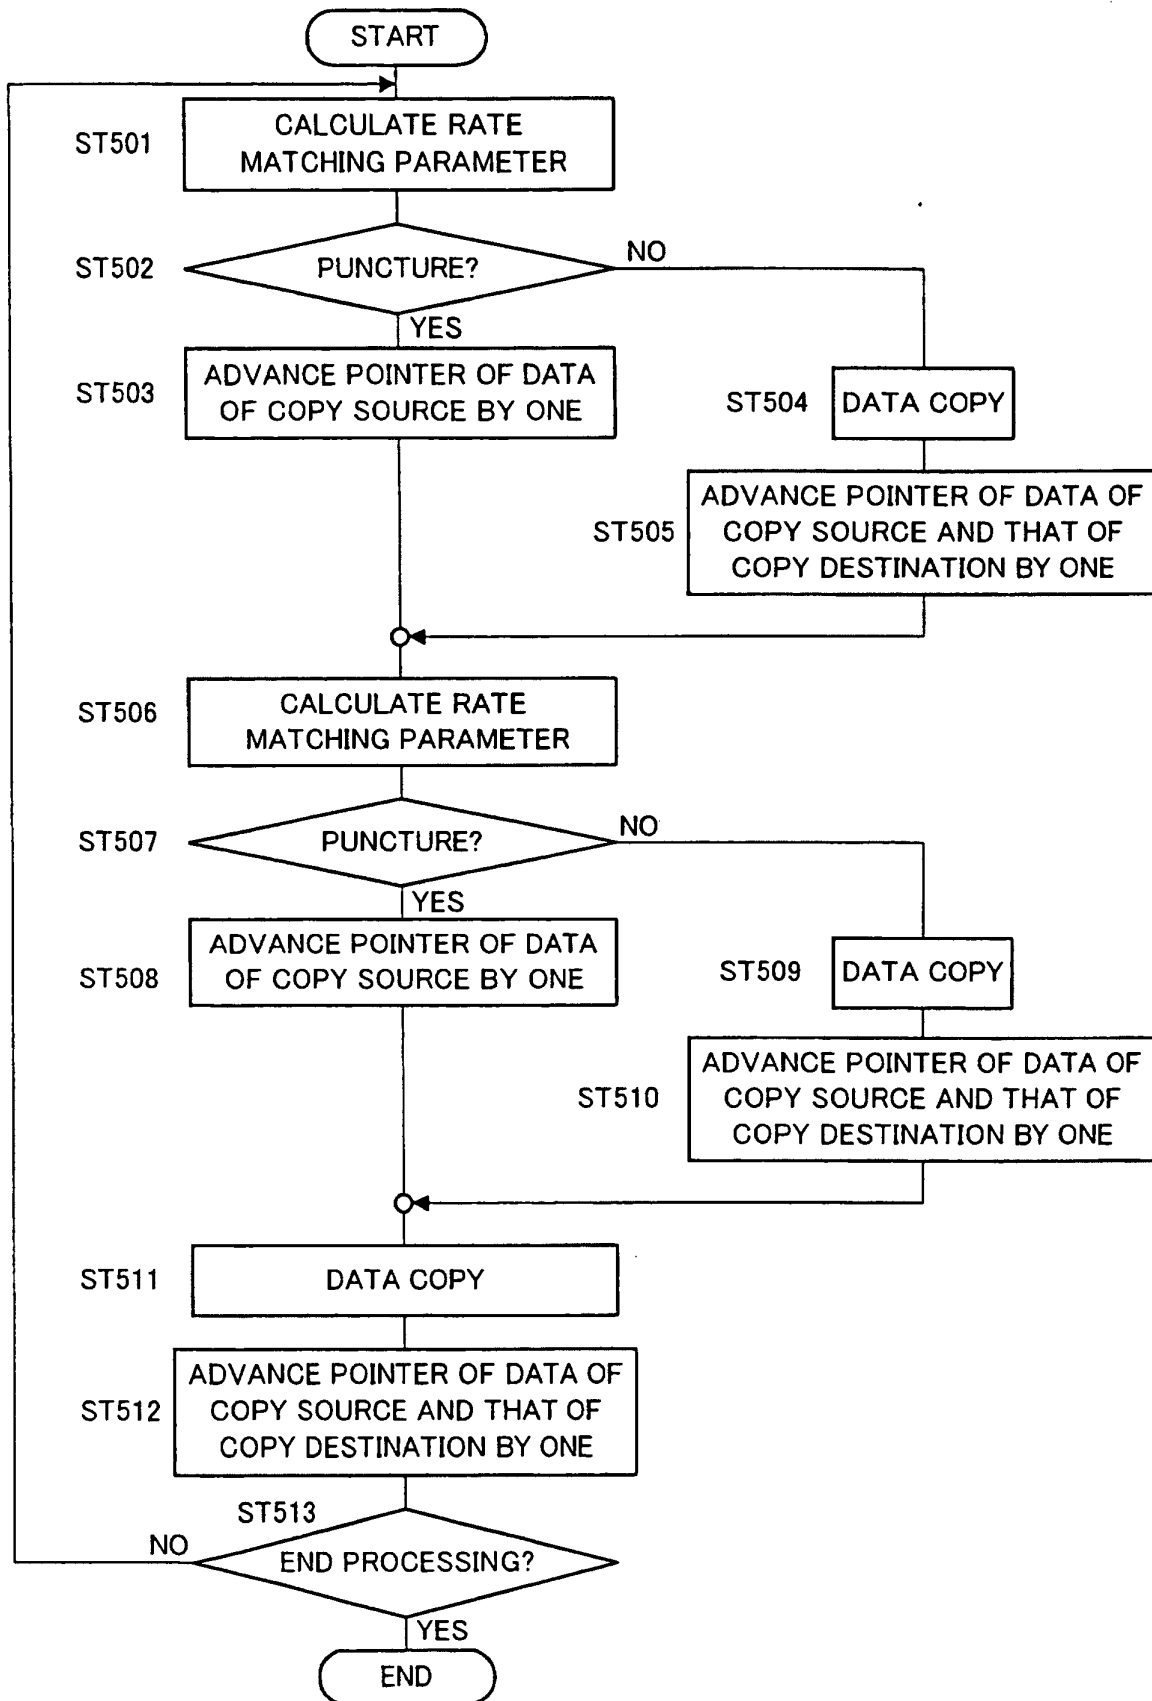 START
ST501
CALCULATE RATE
MATCHING PARAMETER
ST502
PUNCTURE?
NO
YES
ST503
ADVANCE POINTER OF DATA
OF COPY SOURCE BY ONE
ST504
DATA COPY
ST505
ADVANCE POINTER OF DATA OF
COPY SOURCE AND THAT OF
COPY DESTINATION BY ONE
ST506
CALCULATE RATE
MATCHING PARAMETER
ST507
PUNCTURE?
NO
YES
ST508
ADVANCE POINTER OF DATA
OF COPY SOURCE BY ONE
ST509
DATA COPY
ST510
ADVANCE POINTER OF DATA OF
COPY SOURCE AND THAT OF
COPY DESTINATION BY ONE
ST511
DATA COPY
ST512
ADVANCE POINTER OF DATA OF
COPY SOURCE AND THAT OF
COPY DESTINATION BY ONE
ST513
NO
END PROCESSING?
YES
END